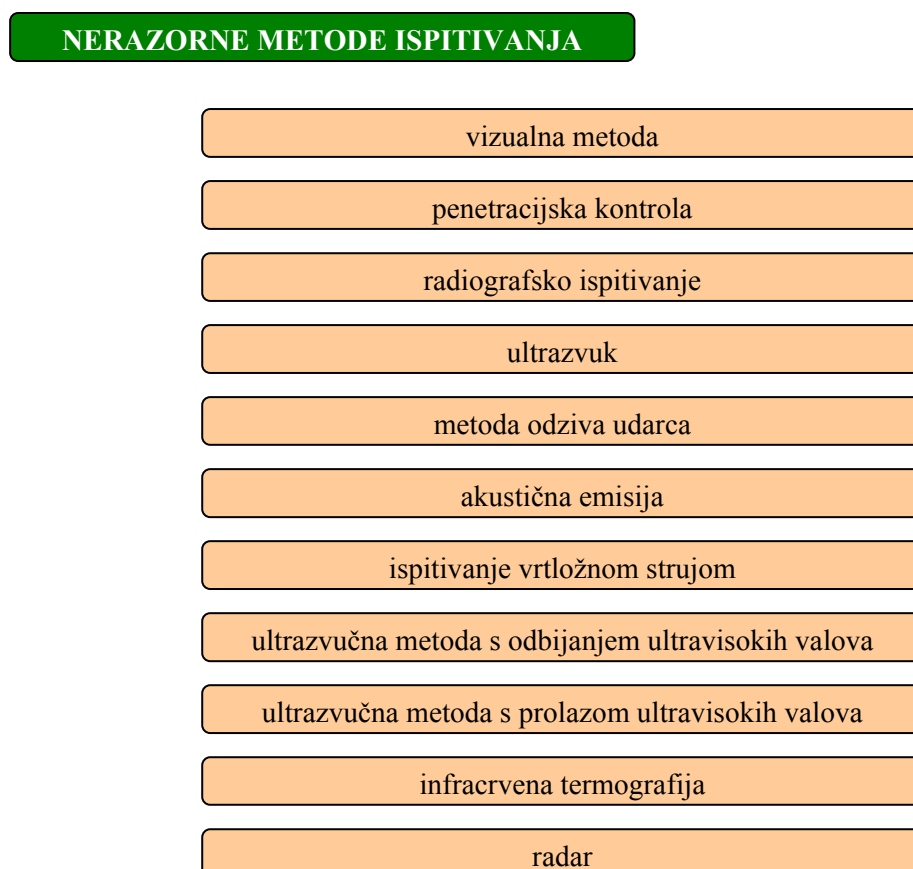 NERAZORNE METODE ISPITIVANJA
vizualna metoda
penetracijska kontrola
radiografsko ispitivanje
ultrazvuk
metoda odziva udarca
akustična emisija
ispitivanje vrtložnom strujom
ultrazvučna metoda s odbijanjem ultravisokih valova
ultrazvučna metoda s prolazom ultravisokih valova
infracrvena termografija
radar